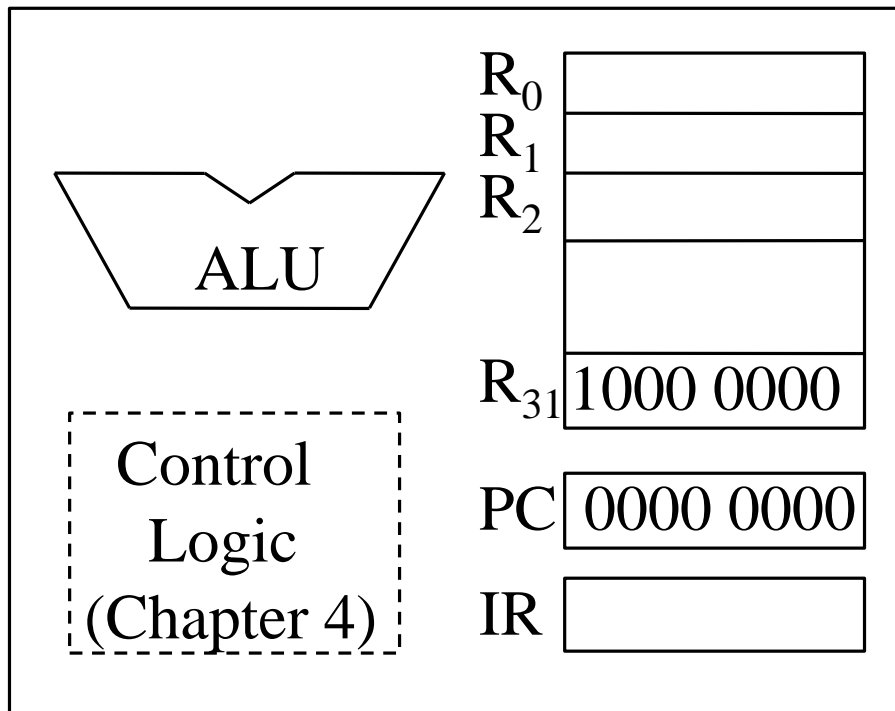 ALU
Control
Logic
(Chapter 4)
R₀
R₁
R₂
R₃₁ 1000 0000
PC 0000 0000
IR